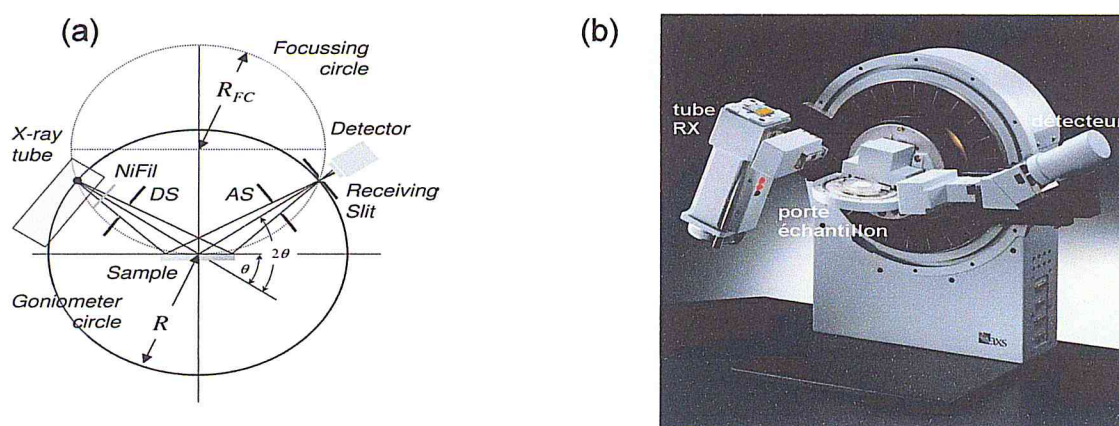 (a)
Focussing
circle
R_FC
X-ray
tube
NiFil
DS
AS
Detector
Receiving
Slit
Sample
θ
2θ
Goniometer
circle
R
(b)
tube
RX
détecteur
porte
échantillon
axs